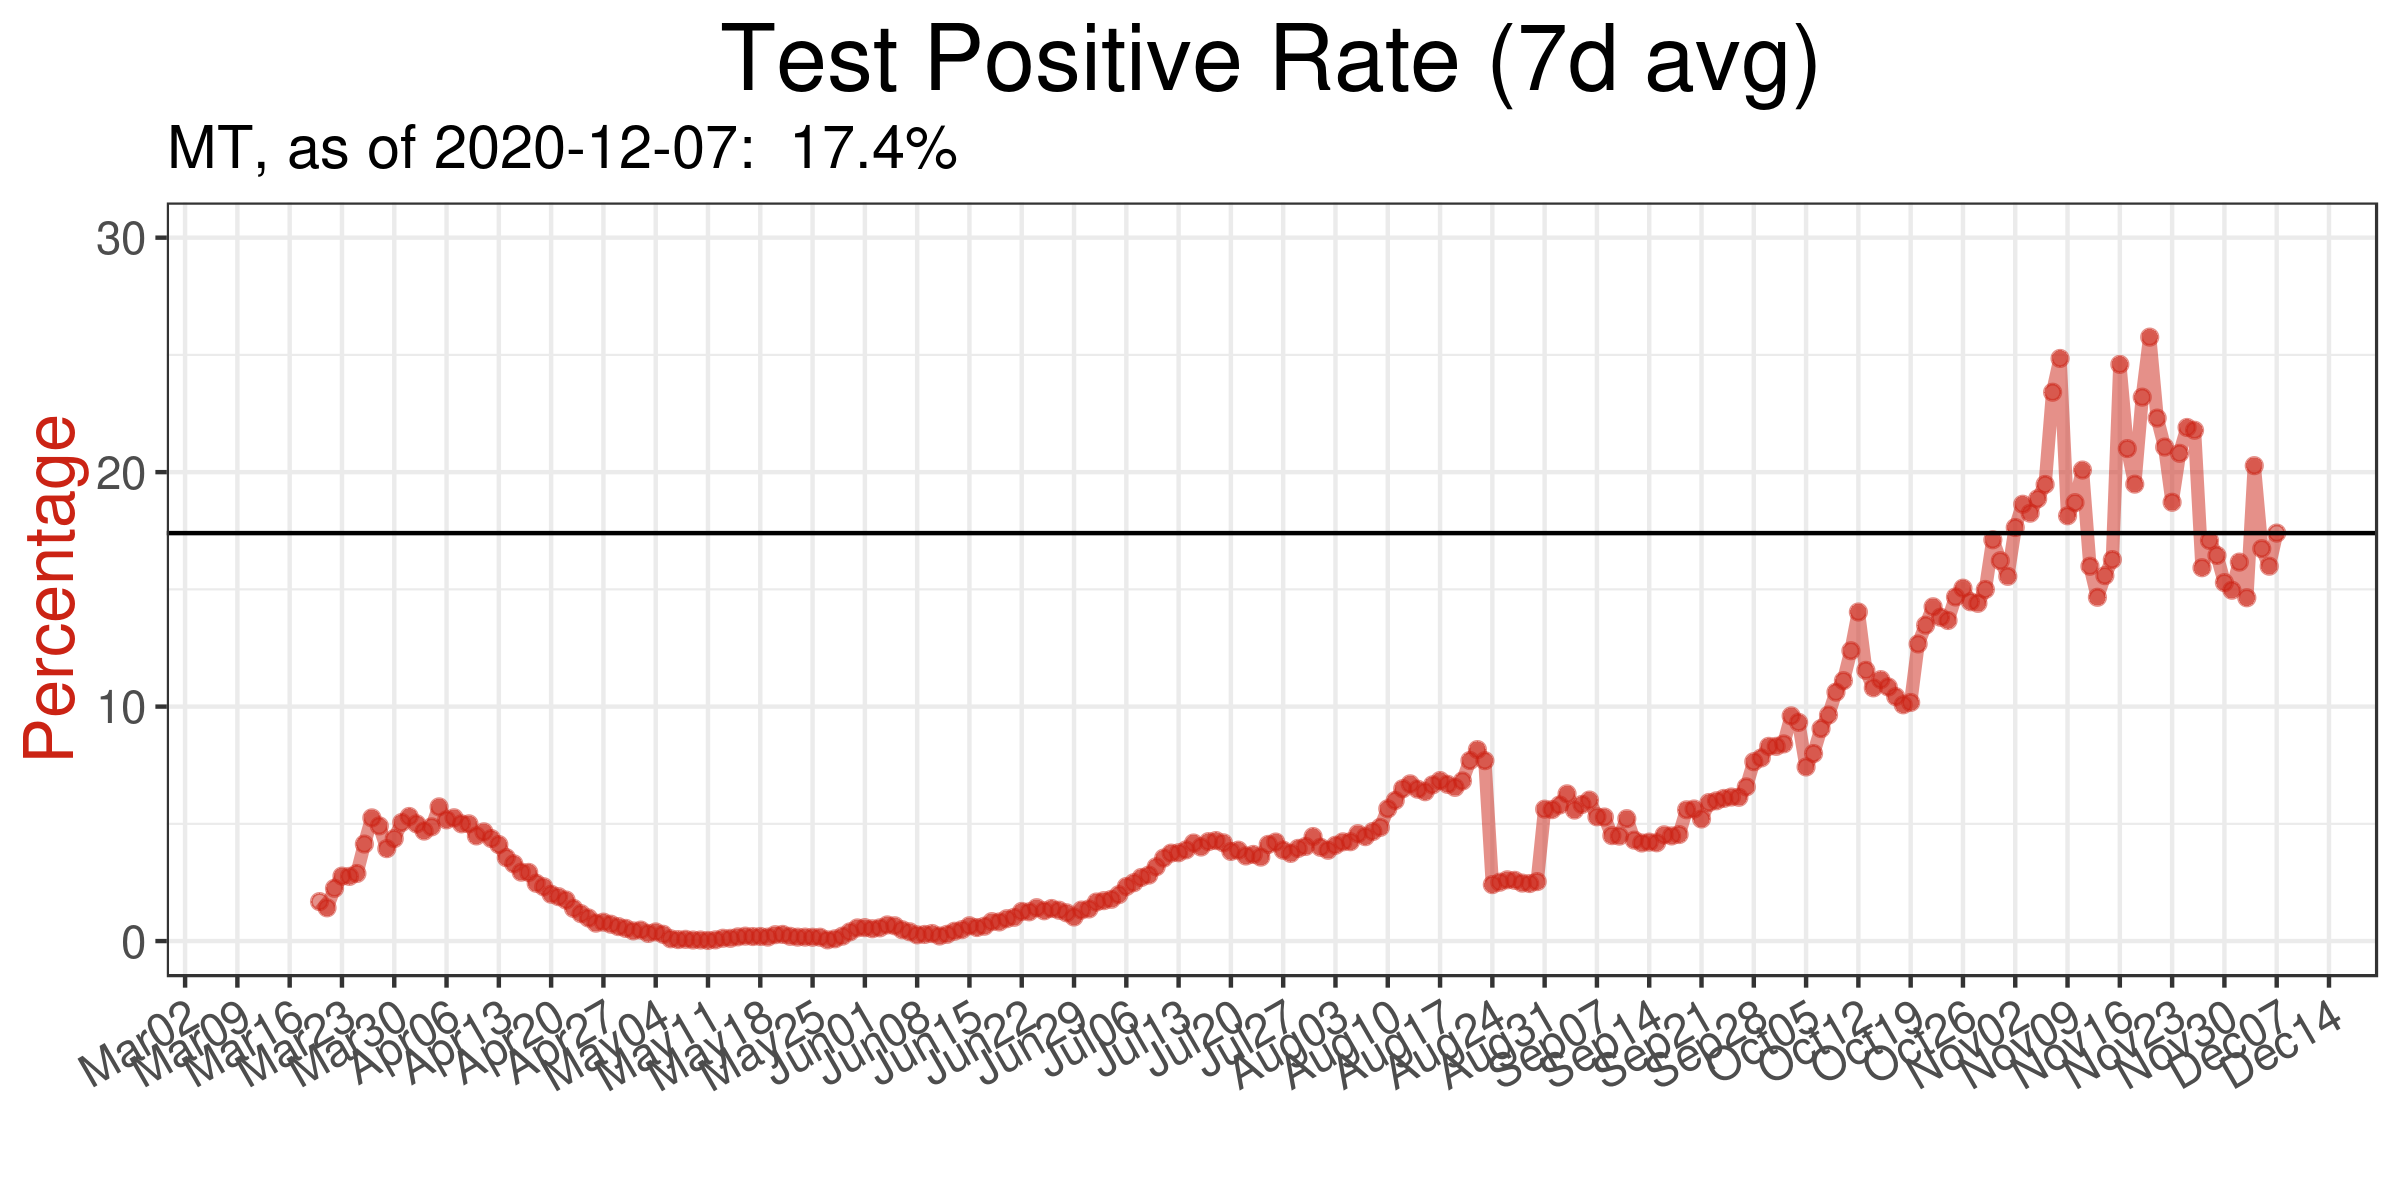 Test Positive Rate (7d avg)
MT, as of 2020-12-07:  17.4%
Percentage
30
20
10
0
Mar02
Mar09
Mar16
Mar23
Mar30
Apr06
Apr13
Apr20
Apr27
May04
May11
May18
May25
Jun01
Jun08
Jun15
Jun22
Jun29
Jul06
Jul13
Jul20
Jul27
Aug03
Aug10
Aug17
Aug24
Aug31
Sep07
Sep14
Sep21
Sep28
Oct05
Oct12
Oct19
Oct26
Nov02
Nov09
Nov16
Nov23
Nov30
Dec07
Dec14